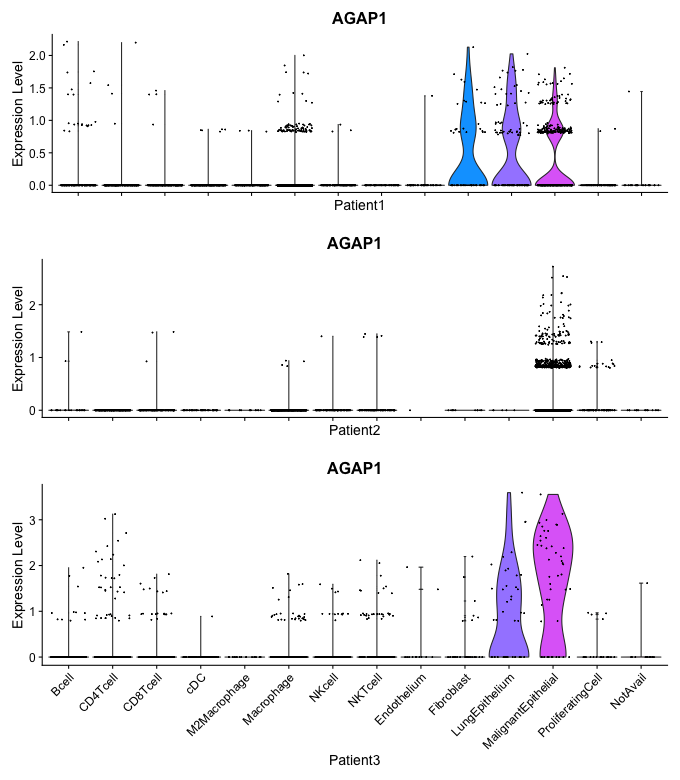 AGAP1
Expression Level
2.0
1.5
1.0
0.5
0.0
Patient1
AGAP1
Expression Level
2
1
0
Patient2
AGAP1
Expression Level
3
2
1
0
Bcell
CD4Tcell
CD8Tcell
cDC
M2Macrophage
Macrophage
NKcell
NKTcell
Endothelium
Fibroblast
LungEpithelium
MalignantEpithelial
ProliferatingCell
NotAvail
Patient3